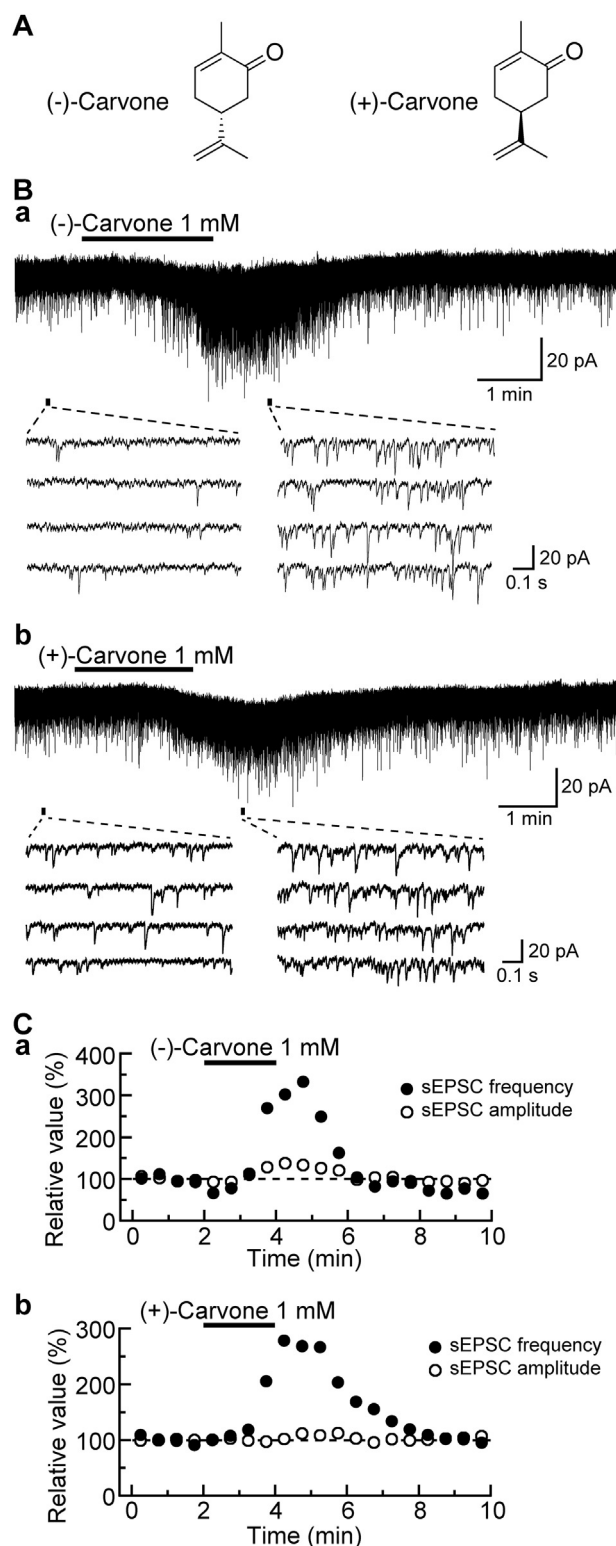 A
(-)-Carvone
O
(+)-Carvone
O
B
a
(-)-Carvone 1 mM
20 pA
1 min
20 pA
0.1 s
b
(+)-Carvone 1 mM
20 pA
1 min
20 pA
0.1 s
C
a
(-)-Carvone 1 mM
400
300
200
100
0
Relative value (%)
sEPSC frequency
sEPSC amplitude
0 2 4 6 8 10
Time (min)
b
(+)-Carvone 1 mM
300
200
100
0
Relative value (%)
sEPSC frequency
sEPSC amplitude
0 2 4 6 8 10
Time (min)